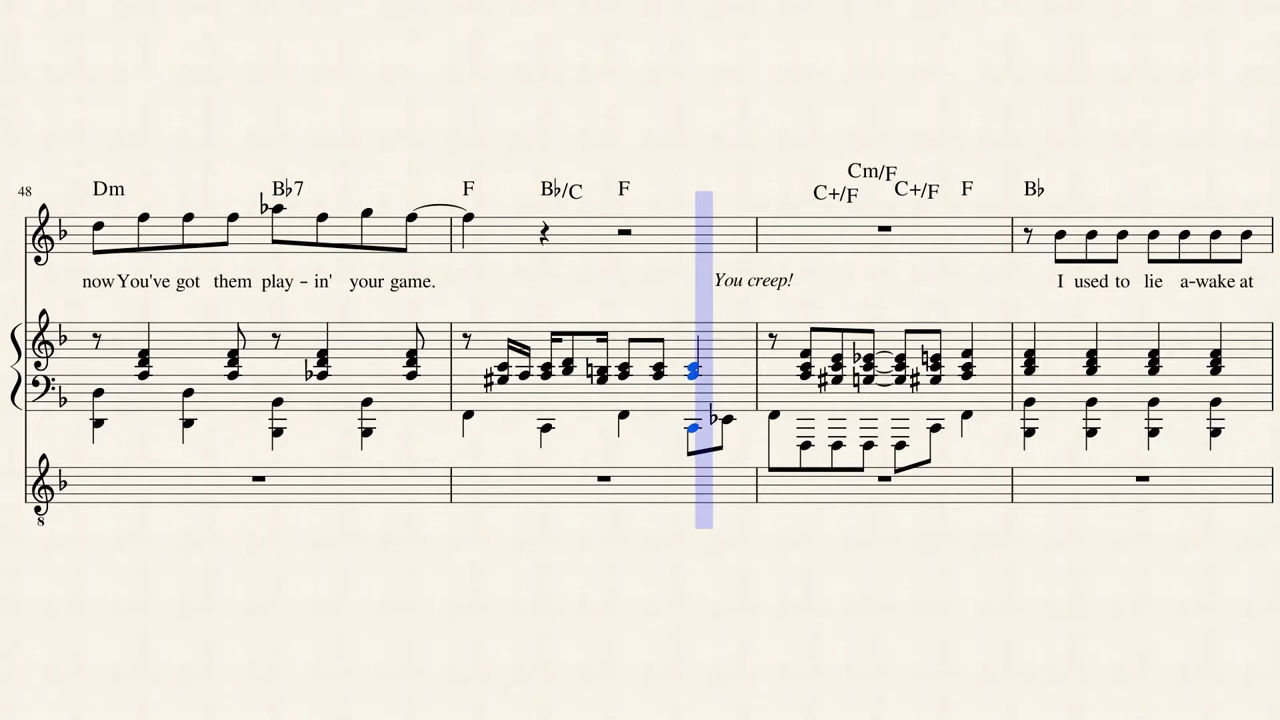 Cm/F
48 Dm B♭7 F B♭/C F C+/F C+/F F B♭
now You've got them play - in' your game. You creep! I used to lie a-wake at
8